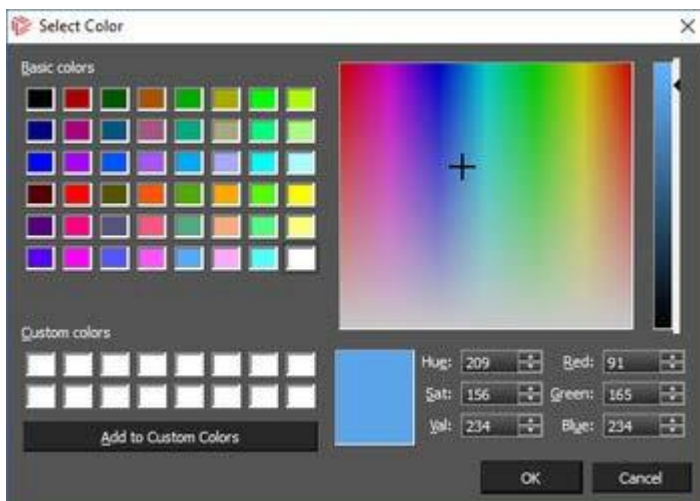 Select Color
Basic colors
Custom colors
Add to Custom Colors
Hue: 209 Red: 91
Sat: 156 Green: 165
Val: 234 Blue: 234
OK Cancel